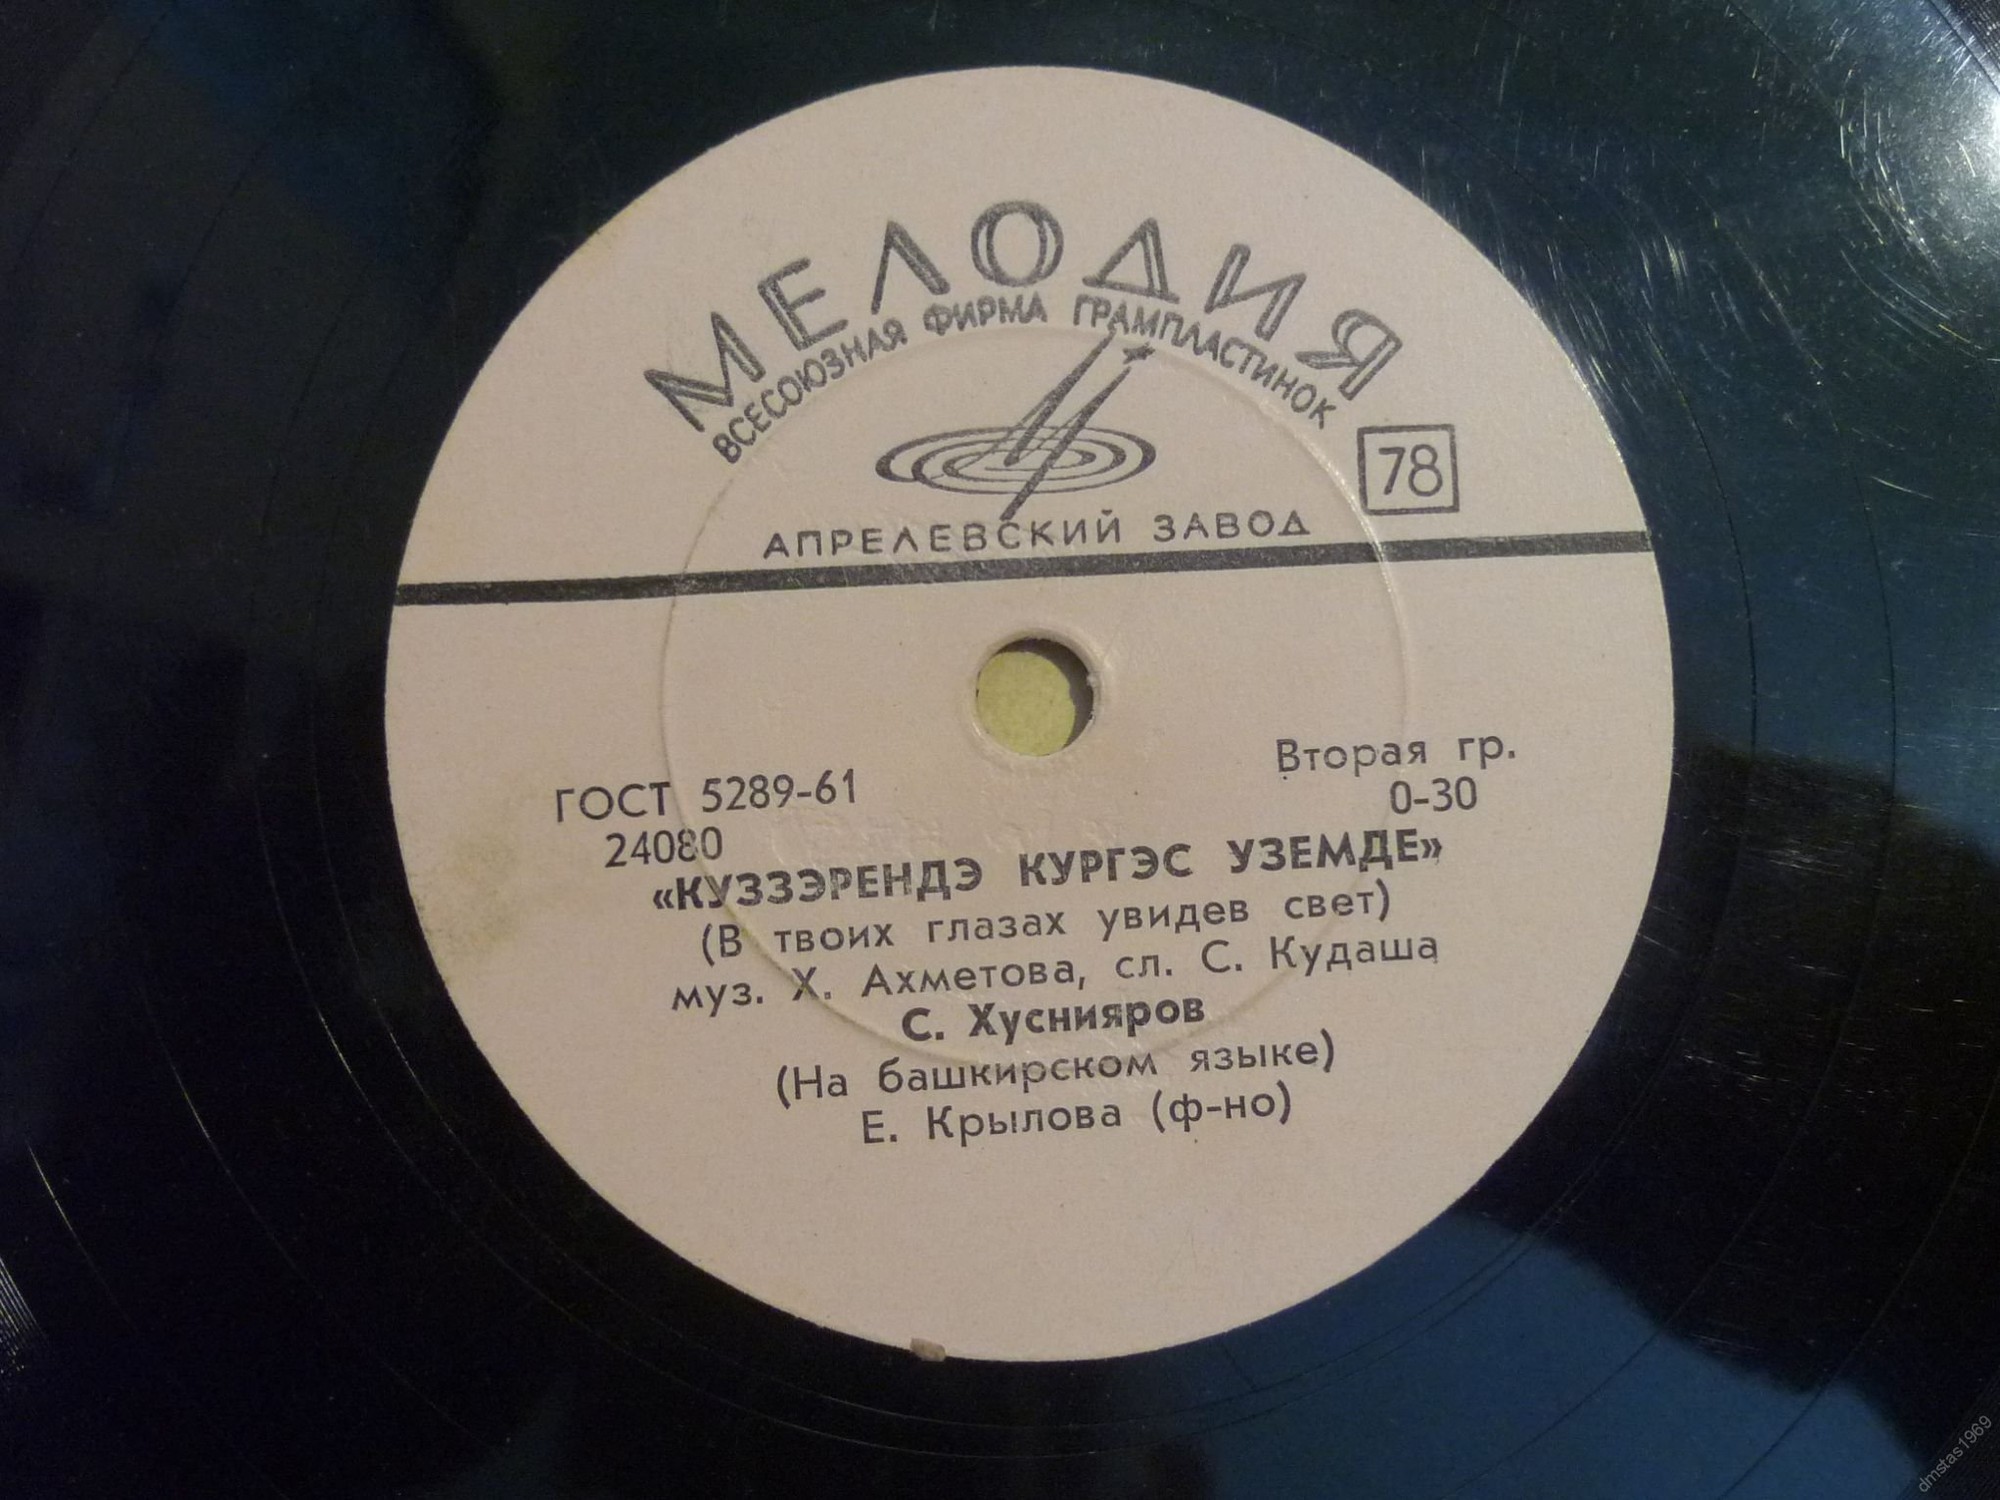 МЕЛОДИЯ
ВСЕСОЮЗНАЯ ФИРМА ГРАМПЛАСТИНОК
78
АПРЕЛЕВСКИЙ ЗАВОД
Вторая гр.
ГОСТ 5289-61
0-30
24080
«КУЗЗЭРЕНДЭ КУРГЭС УЗЕМДЕ»
(В твоих глазах увидев свет)
муз. Х. Ахметова, сл. С. Кудаша
С. Хуснияров
(На башкирском языке)
Е. Крылова (ф-но)
dmstas1969